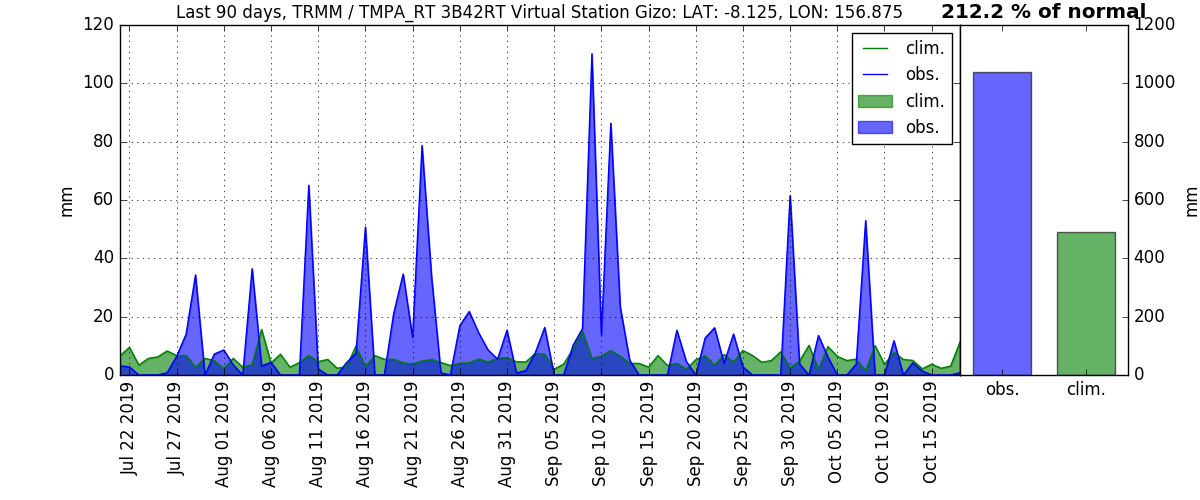 Last 90 days, TRMM / TMPA_RT 3B42RT Virtual Station Gizo: LAT: -8.125, LON: 156.875
212.2 % of normal
120
100
80
60
40
20
0
mm
clim.
obs.
clim.
obs.
1200
1000
800
600
400
200
0
mm
Jul 22 2019
Jul 27 2019
Aug 01 2019
Aug 06 2019
Aug 11 2019
Aug 16 2019
Aug 21 2019
Aug 26 2019
Aug 31 2019
Sep 05 2019
Sep 10 2019
Sep 15 2019
Sep 20 2019
Sep 25 2019
Sep 30 2019
Oct 05 2019
Oct 10 2019
Oct 15 2019
obs.
clim.